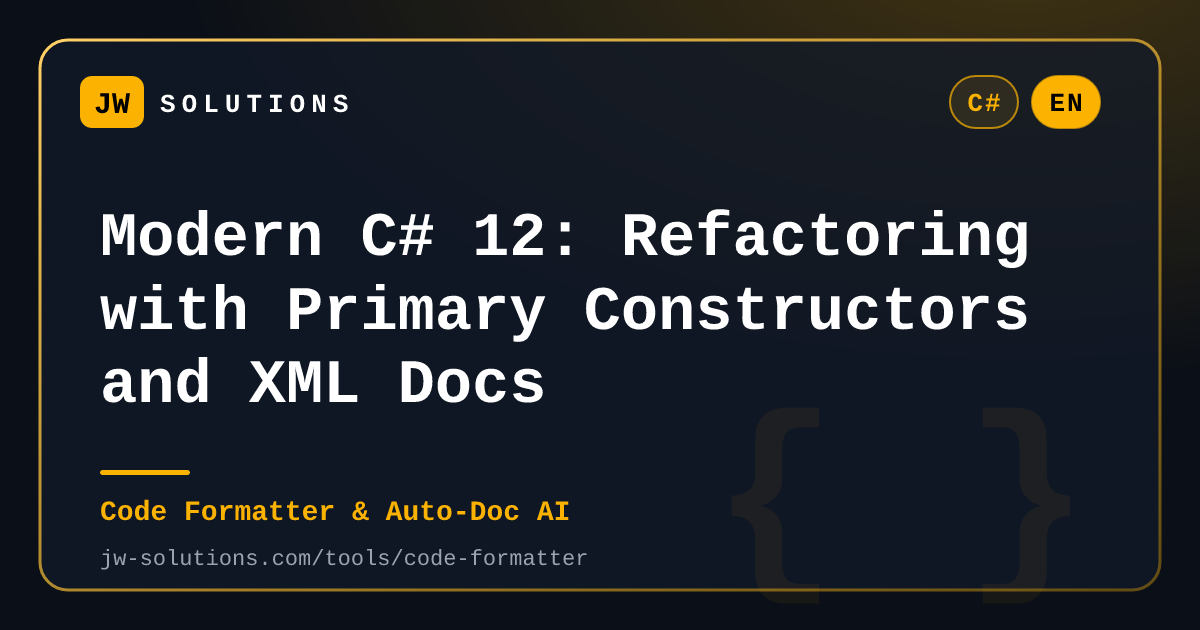 JW SOLUTIONS
C# EN
Modern C# 12: Refactoring
with Primary Constructors
and XML Docs
{ }
Code Formatter & Auto-Doc AI
jw-solutions.com/tools/code-formatter